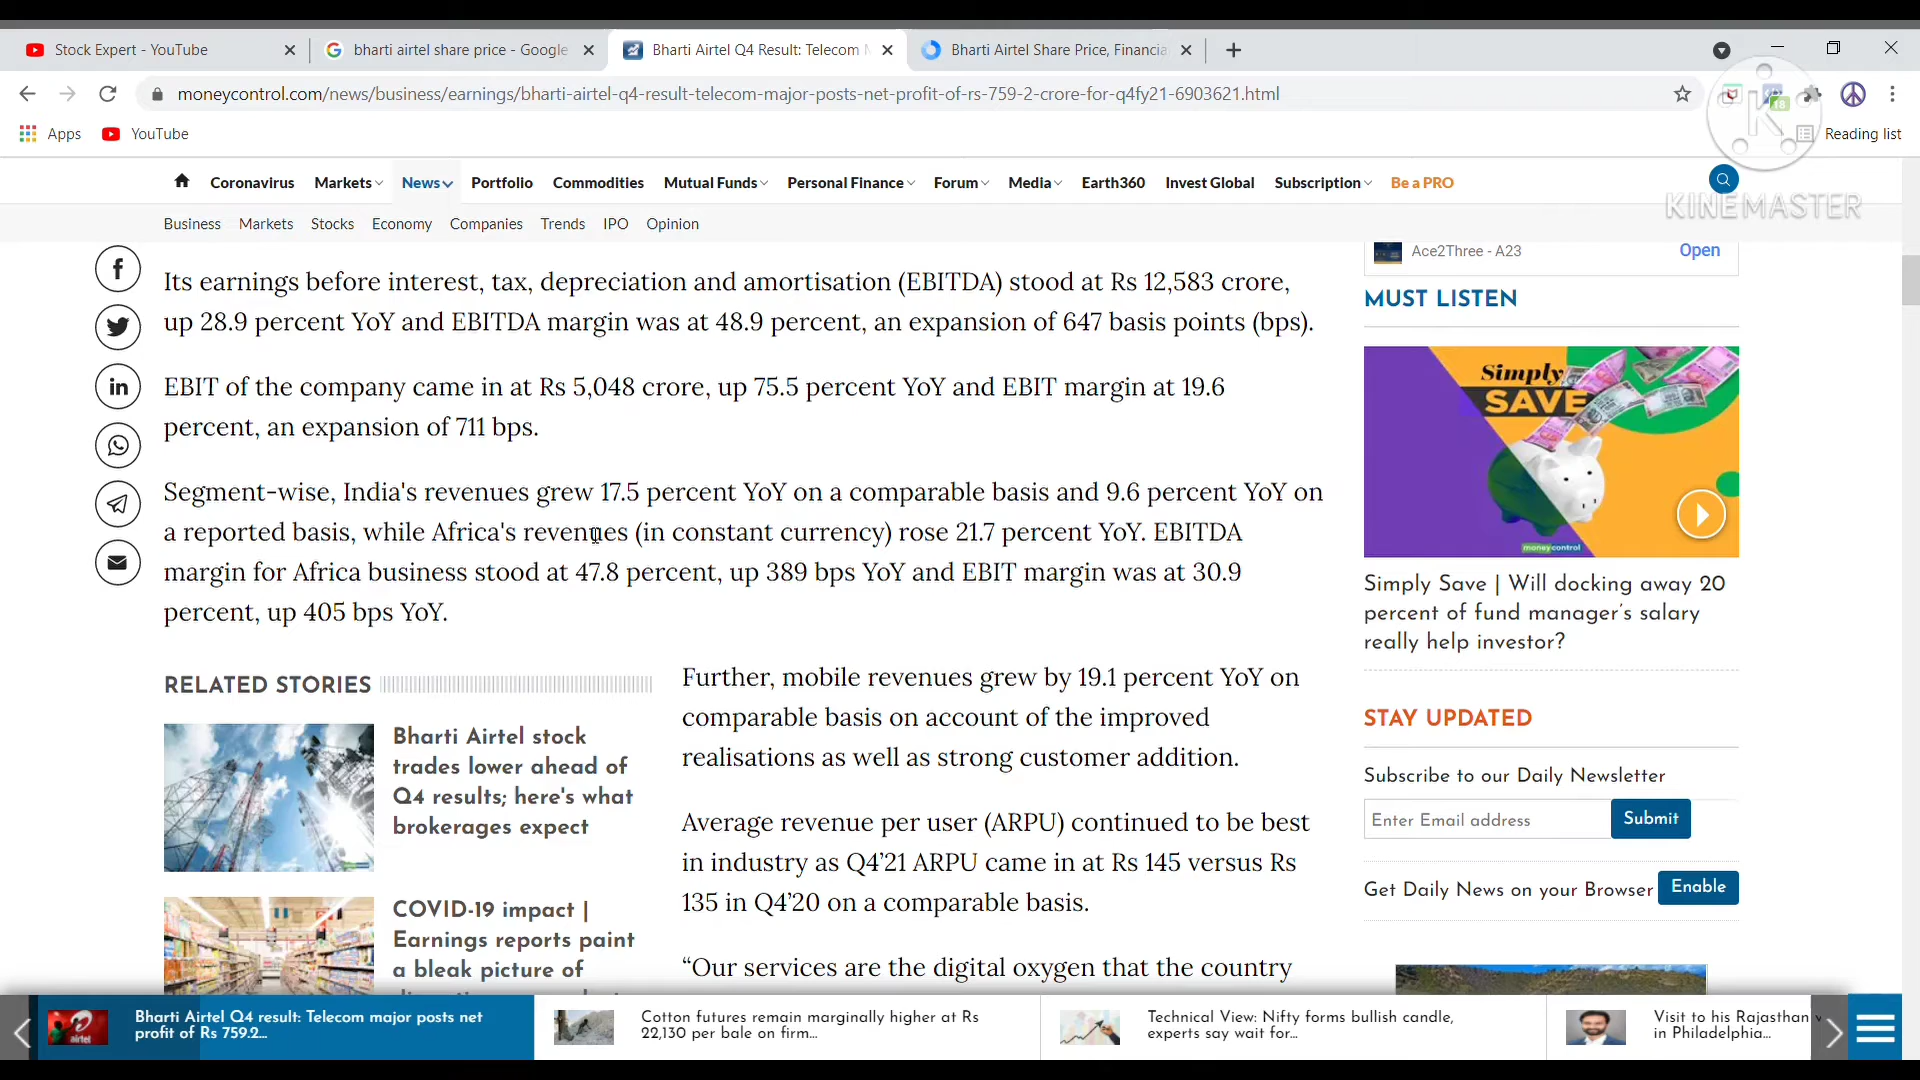 Stock Expert - YouTube
bharti airtel share price - Google
Bharti Airtel Q4 Result: Telecom
Bharti Airtel Share Price, Financia
moneycontrol.com/news/business/earnings/bharti-airtel-q4-result-telecom-major-posts-net-profit-of-rs-759-2-crore-for-q4fy21-6903621.html
18
Apps
YouTube
Reading list
K
KINEMASTER
Coronavirus Markets News Portfolio Commodities Mutual Funds Personal Finance Forum Media Earth360 Invest Global Subscription Be a PRO
Business Markets Stocks Economy Companies Trends IPO Opinion
Its earnings before interest, tax, depreciation and amortisation (EBITDA) stood at Rs 12,583 crore,
up 28.9 percent YoY and EBITDA margin was at 48.9 percent, an expansion of 647 basis points (bps).
EBIT of the company came in at Rs 5,048 crore, up 75.5 percent YoY and EBIT margin at 19.6
percent, an expansion of 711 bps.
Segment-wise, India's revenues grew 17.5 percent YoY on a comparable basis and 9.6 percent YoY on
a reported basis, while Africa's revenues (in constant currency) rose 21.7 percent YoY. EBITDA
margin for Africa business stood at 47.8 percent, up 389 bps YoY and EBIT margin was at 30.9
percent, up 405 bps YoY.
RELATED STORIES
Bharti Airtel stock
trades lower ahead of
Q4 results; here's what
brokerages expect
COVID-19 impact |
Earnings reports paint
a bleak picture of
Further, mobile revenues grew by 19.1 percent YoY on
comparable basis on account of the improved
realisations as well as strong customer addition.
Average revenue per user (ARPU) continued to be best
in industry as Q4’21 ARPU came in at Rs 145 versus Rs
135 in Q4’20 on a comparable basis.
“Our services are the digital oxygen that the country
Ace2Three - A23
Open
MUST LISTEN
Simply
SAVE
moneycontrol
Simply Save | Will docking away 20
percent of fund manager’s salary
really help investor?
STAY UPDATED
Subscribe to our Daily Newsletter
Enter Email address
Submit
Get Daily News on your Browser
Enable
airtel
Bharti Airtel Q4 result: Telecom major posts net
profit of Rs 759.2...
Cotton futures remain marginally higher at Rs
22,130 per bale on firm...
Technical View: Nifty forms bullish candle,
experts say wait for...
Visit to his Rajasthan v
in Philadelphia...